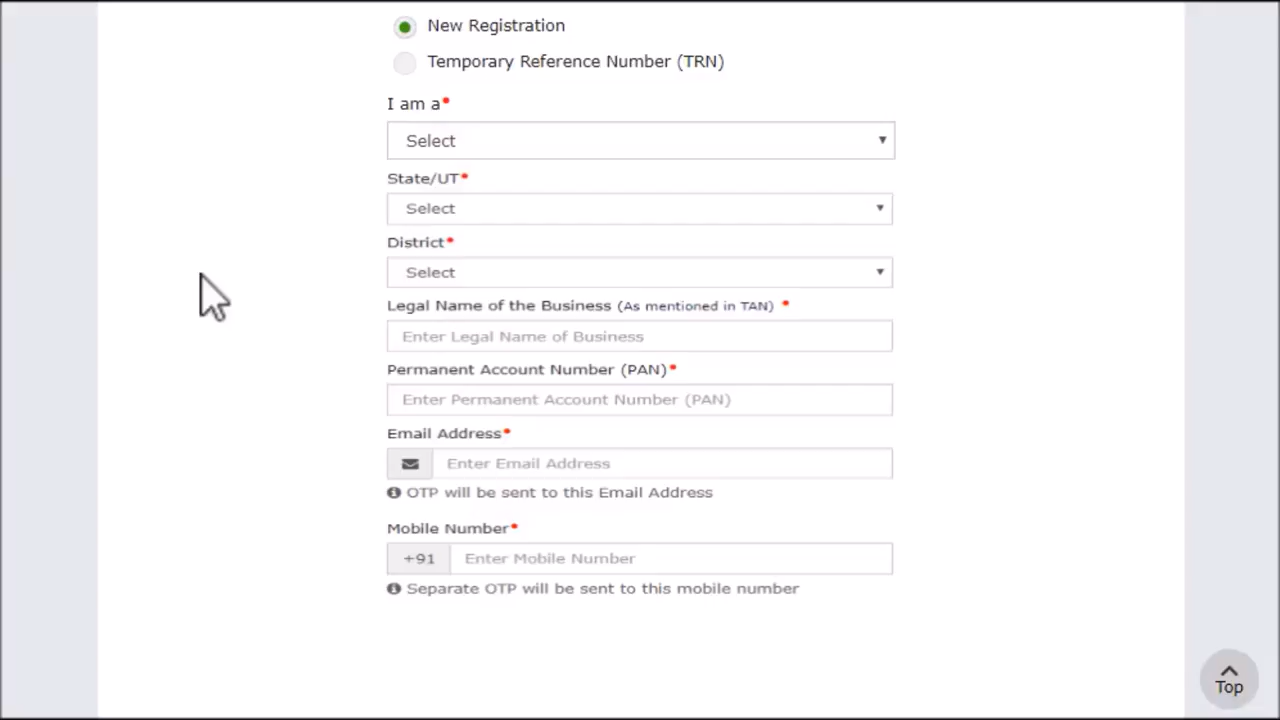 New Registration
Temporary Reference Number (TRN)
I am a*
Select
State/UT*
Select
District*
Select
Legal Name of the Business (As mentioned in TAN) *
Enter Legal Name of Business
Permanent Account Number (PAN)*
Enter Permanent Account Number (PAN)
Email Address*
Enter Email Address
OTP will be sent to this Email Address
Mobile Number*
+91 Enter Mobile Number
Separate OTP will be sent to this mobile number
Top